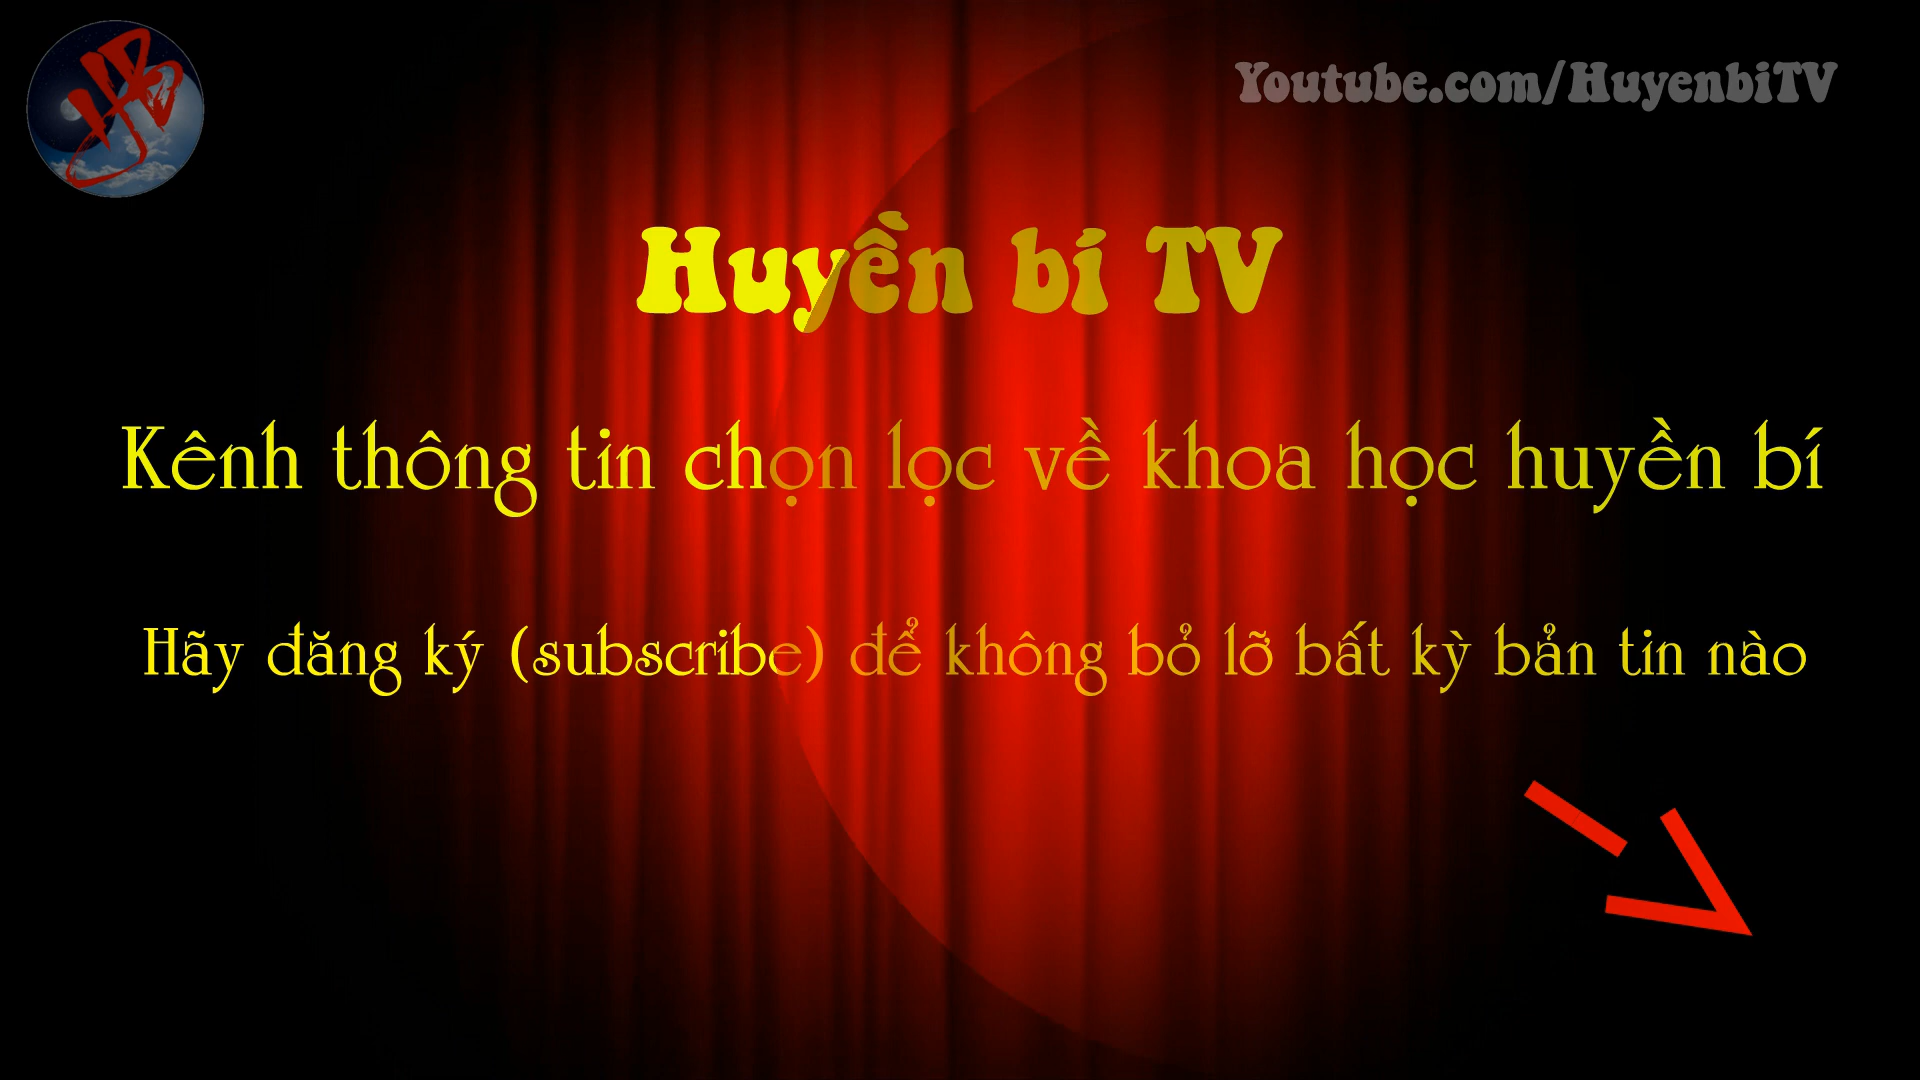 HB
Youtube.com/HuyenbiTV
Huyền bí TV
Kênh thông tin chọn lọc về khoa học huyền bí
Hãy đăng ký (subscribe) để không bỏ lỡ bất kỳ bản tin nào